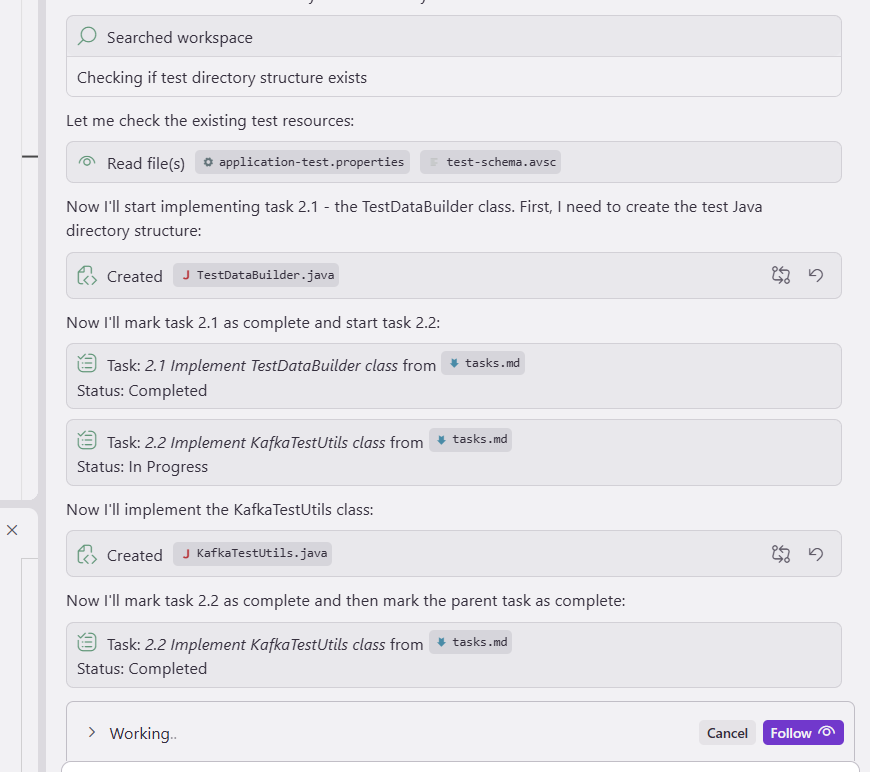 Searched workspace
Checking if test directory structure exists
Let me check the existing test resources:
Read file(s) application-test.properties test-schema.avsc
Now I'll start implementing task 2.1 - the TestDataBuilder class. First, I need to create the test Java
directory structure:
Created J TestDataBuilder.java
Now I'll mark task 2.1 as complete and start task 2.2:
Task: 2.1 Implement TestDataBuilder class from tasks.md
Status: Completed
Task: 2.2 Implement KafkaTestUtils class from tasks.md
Status: In Progress
Now I'll implement the KafkaTestUtils class:
Created J KafkaTestUtils.java
Now I'll mark task 2.2 as complete and then mark the parent task as complete:
Task: 2.2 Implement KafkaTestUtils class from tasks.md
Status: Completed
Working.. Cancel Follow